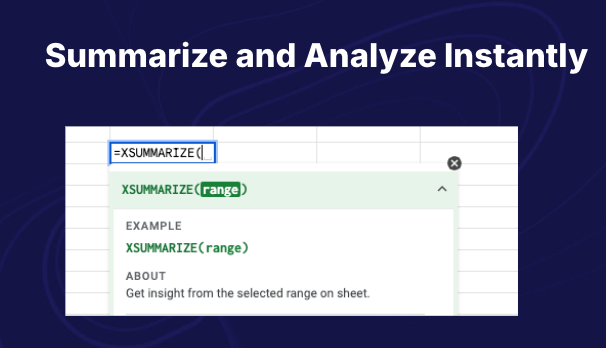 Summarize and Analyze Instantly
=XSUMMARIZE(
XSUMMARIZE(range)
EXAMPLE
XSUMMARIZE(range)
ABOUT
Get insight from the selected range on sheet.